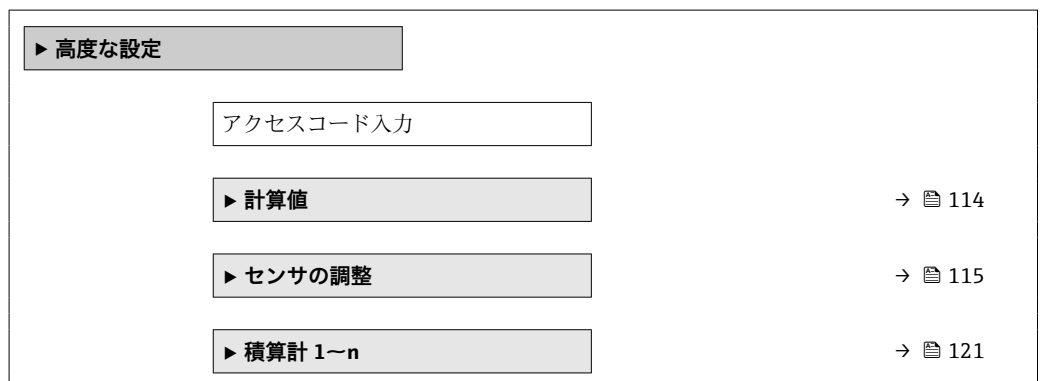 ▶ 高度な設定
アクセスコード入力
▶ 計算値 → 114
▶ センサの調整 → 115
▶ 積算計 1～n → 121